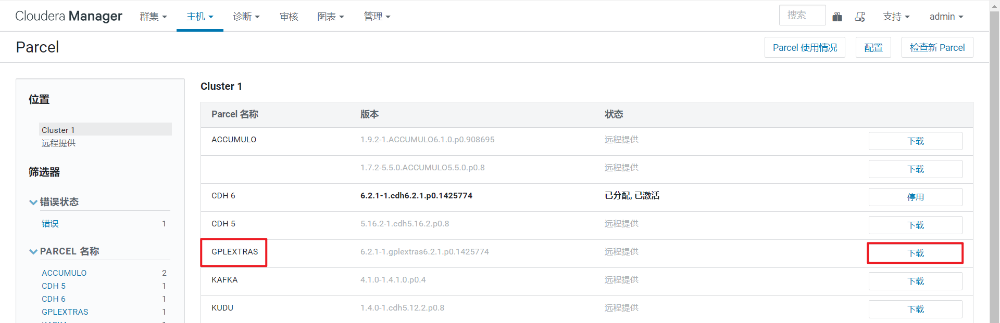 Cloudera Manager 群集 主机 诊断 审核 图表 管理 搜索 支持 admin
Parcel Parcel 使用情况 配置 检查新 Parcel
位置
Cluster 1
远程提供
筛选器
错误状态
错误 1
PARCEL 名称
ACCUMULO 2
CDH 5 1
CDH 6 1
GPLEXTRAS 1
Cluster 1
Parcel 名称 版本 状态
ACCUMULO 1.9.2-1.ACCUMULO6.1.0.p0.908695 远程提供 下载
1.7.2-5.5.0.ACCUMULO5.5.0.p0.8 远程提供 下载
CDH 6 6.2.1-1.cdh6.2.1.p0.1425774 已分配, 已激活 停用
CDH 5 5.16.2-1.cdh5.16.2.p0.8 远程提供 下载
GPLEXTRAS 6.2.1-1.gplextras6.2.1.p0.1425774 远程提供 下载
KAFKA 4.1.0-1.4.1.0.p0.4 远程提供 下载
KUDU 1.4.0-1.cdh5.12.2.p0.8 远程提供 下载